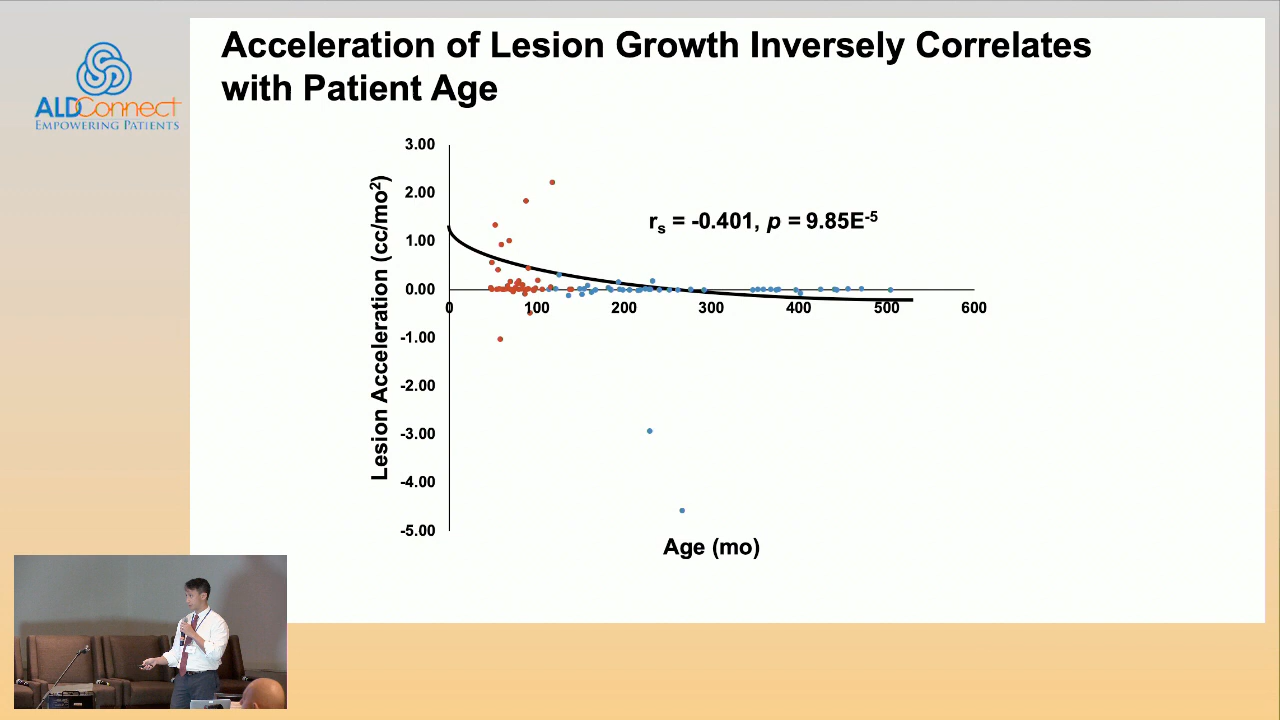 Acceleration of Lesion Growth Inversely Correlates
with Patient Age
ALDConnect
EMPOWERING PATIENTS
3.00
2.00
1.00
0.00
-1.00
-2.00
-3.00
-4.00
-5.00
Lesion Acceleration (cc/mo²)
rₛ = -0.401, p = 9.85E⁻⁵
0 100 200 300 400 500 600
Age (mo)